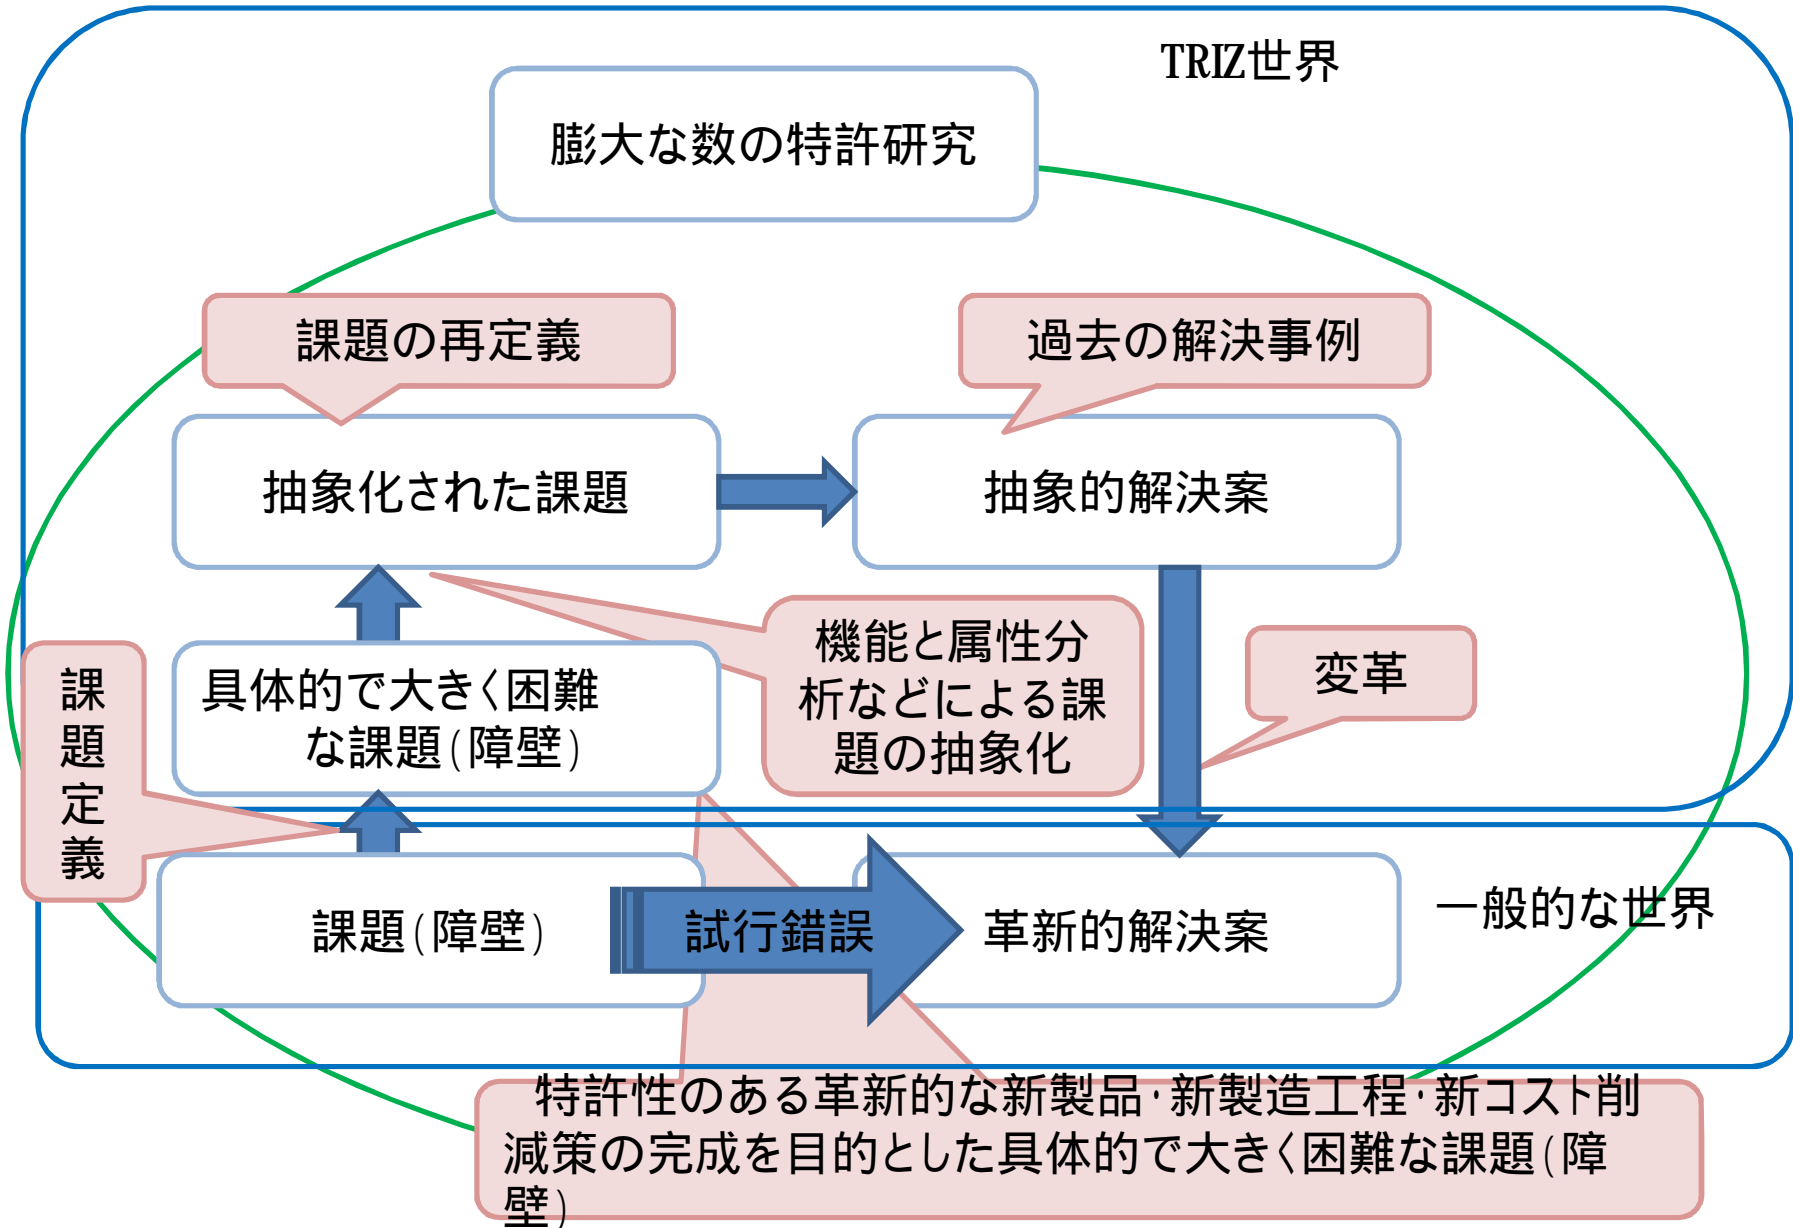 TRIZ世界
膨大な数の特許研究
課題の再定義
過去の解決事例
抽象化された課題
抽象的解決案
機能と属性分
析などによる課
題の抽象化
変革
課
題
定
義
具体的で大きく困難
な課題(障壁)
課題(障壁)
試行錯誤
革新的解決案
一般的な世界
特許性のある革新的な新製品･新製造工程･新コスト削
減策の完成を目的とした具体的で大きく困難な課題(障
壁)